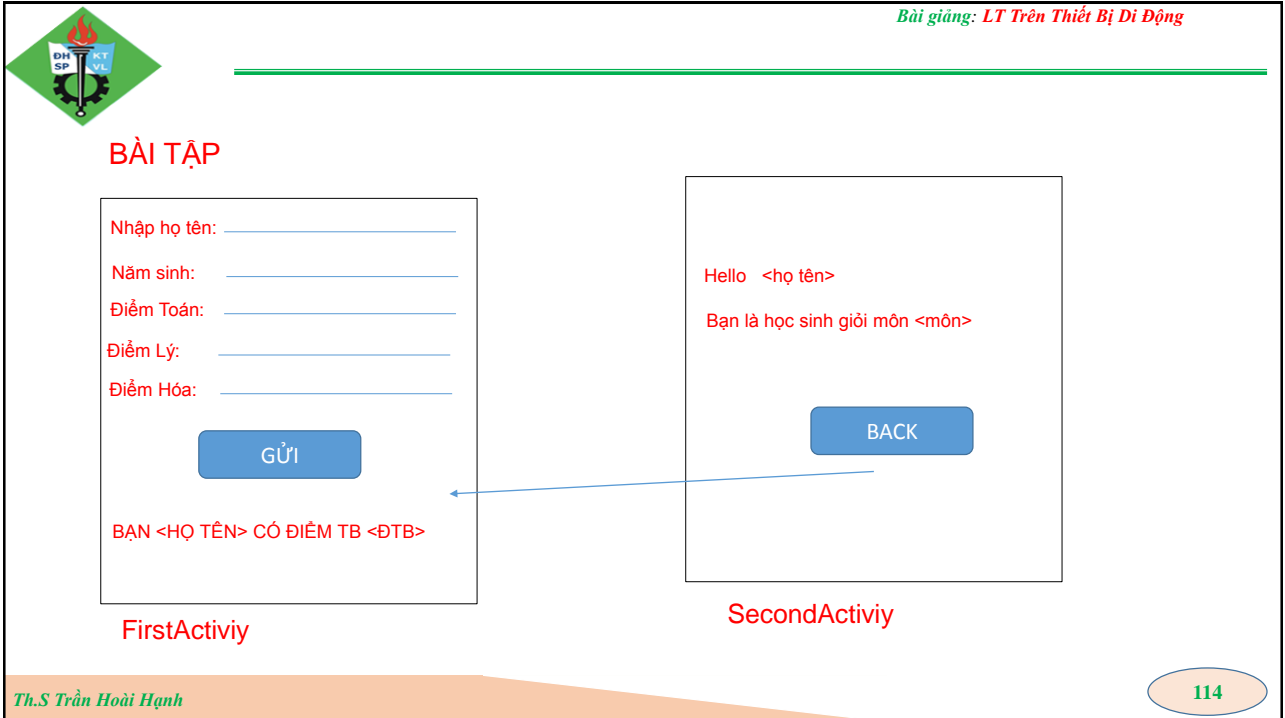 Bài giảng: LT Trên Thiết Bị Di Động
ĐH KT
SP VL
BÀI TẬP
Nhập họ tên:
Năm sinh:
Điểm Toán:
Điểm Lý:
Điểm Hóa:
GỬI
BẠN <HỌ TÊN> CÓ ĐIỂM TB <ĐTB>
FirstActiviy
Hello <họ tên>
Bạn là học sinh giỏi môn <môn>
BACK
SecondActiviy
Th.S Trần Hoài Hạnh
114